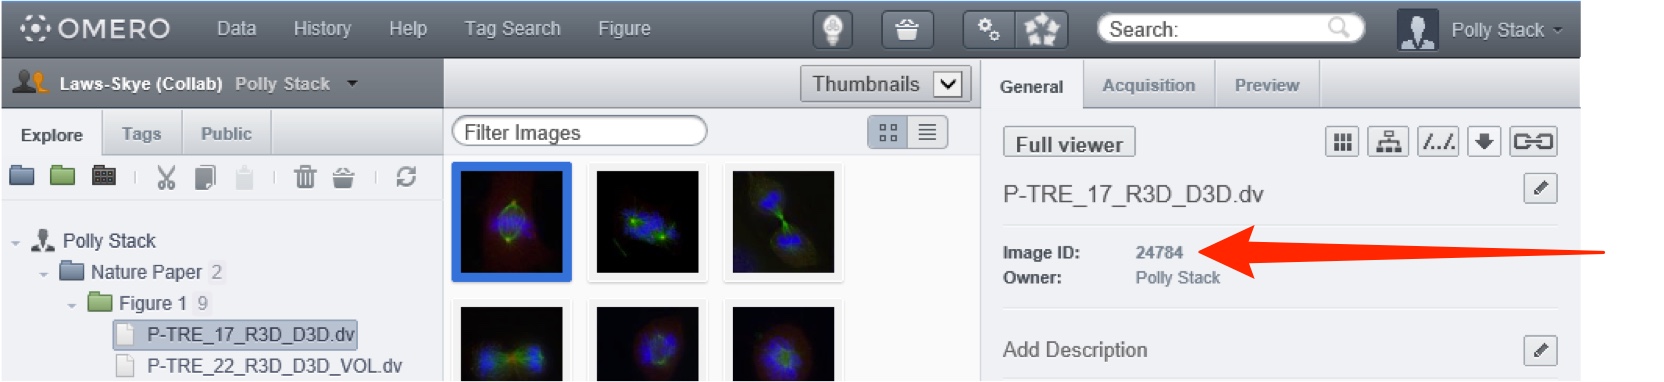 OMERO Data History Help Tag Search Figure Search: Polly Stack
Laws-Skye (Collab) Polly Stack
Thumbnails
General Acquisition Preview
Explore Tags Public
Filter Images
Full viewer
/../.
P-TRE_17_R3D_D3D.dv
Polly Stack
Nature Paper 2
Figure 1 9
P-TRE_17_R3D_D3D.dv
P-TRE_22_R3D_D3D_VOL.dv
Image ID: 24784
Owner: Polly Stack
Add Description